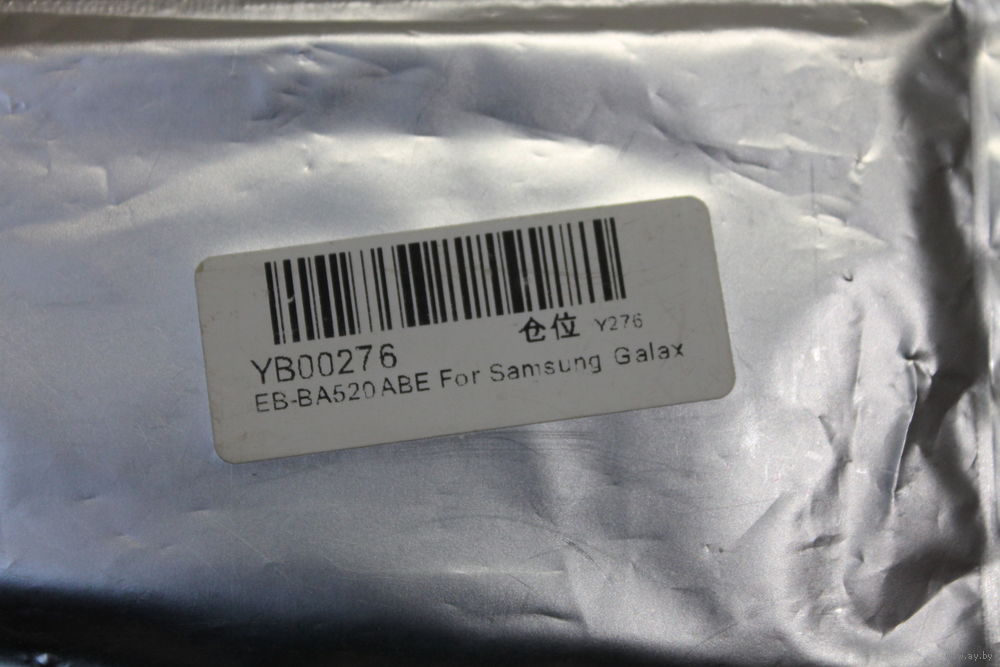 仓位 Y276
YB00276
EB-BA520ABE For Samsung Galax